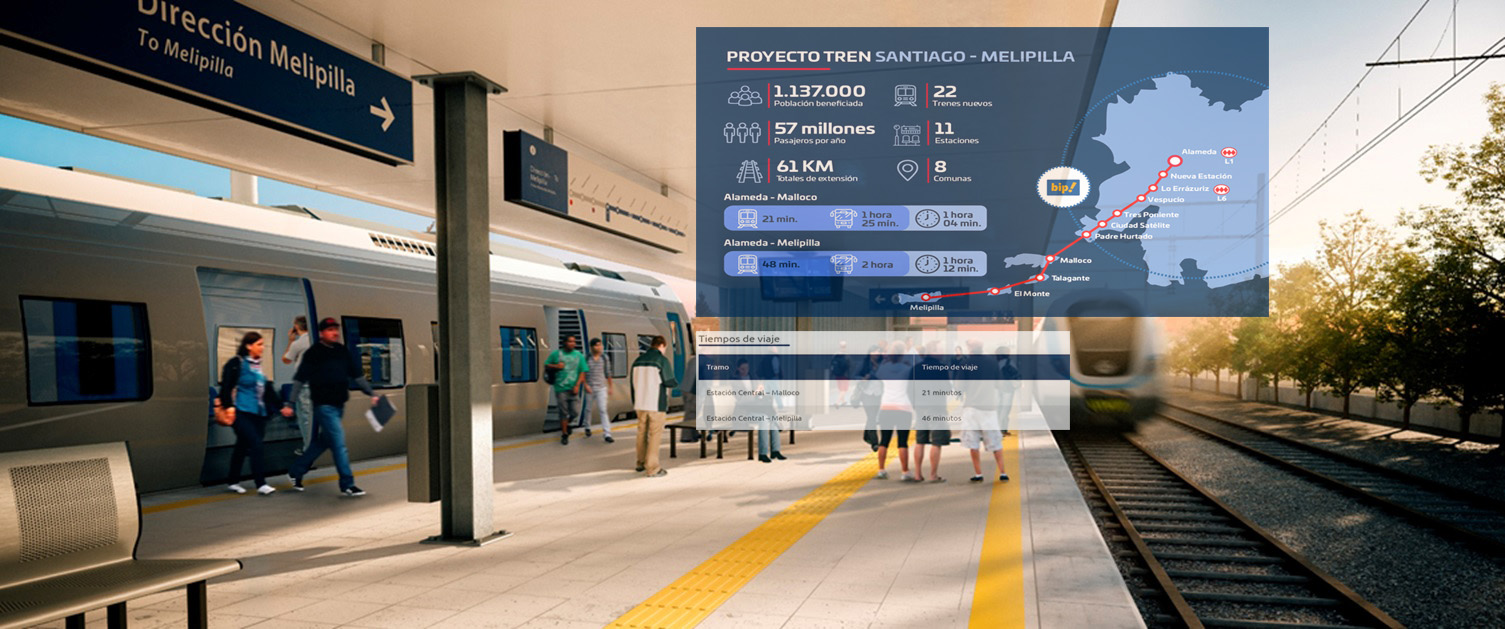 Dirección Melipilla
To Melipilla
PROYECTO TREN SANTIAGO - MELIPILLA
1.137.000
Población beneficiada
22
Trenes nuevos
57 millones
Pasajeros por año
11
Estaciones
61 KM
Totales de extensión
8
Comunas
Alameda - Malloco
21 min.
1 hora
25 min.
1 hora
04 min.
Alameda - Melipilla
48 min.
2 hora
1 hora
12 min.
bip!
Alameda
L1
Nueva Estación
Lo Errázuriz
L6
Vespucio
Tres Poniente
Ciudad Satélite
Padre Hurtado
Malloco
Talagante
El Monte
Melipilla
Tiempos de viaje
Tramo Tiempo de viaje
Estación Central – Malloco 21 minutos
Estación Central – Melipilla 46 minutos